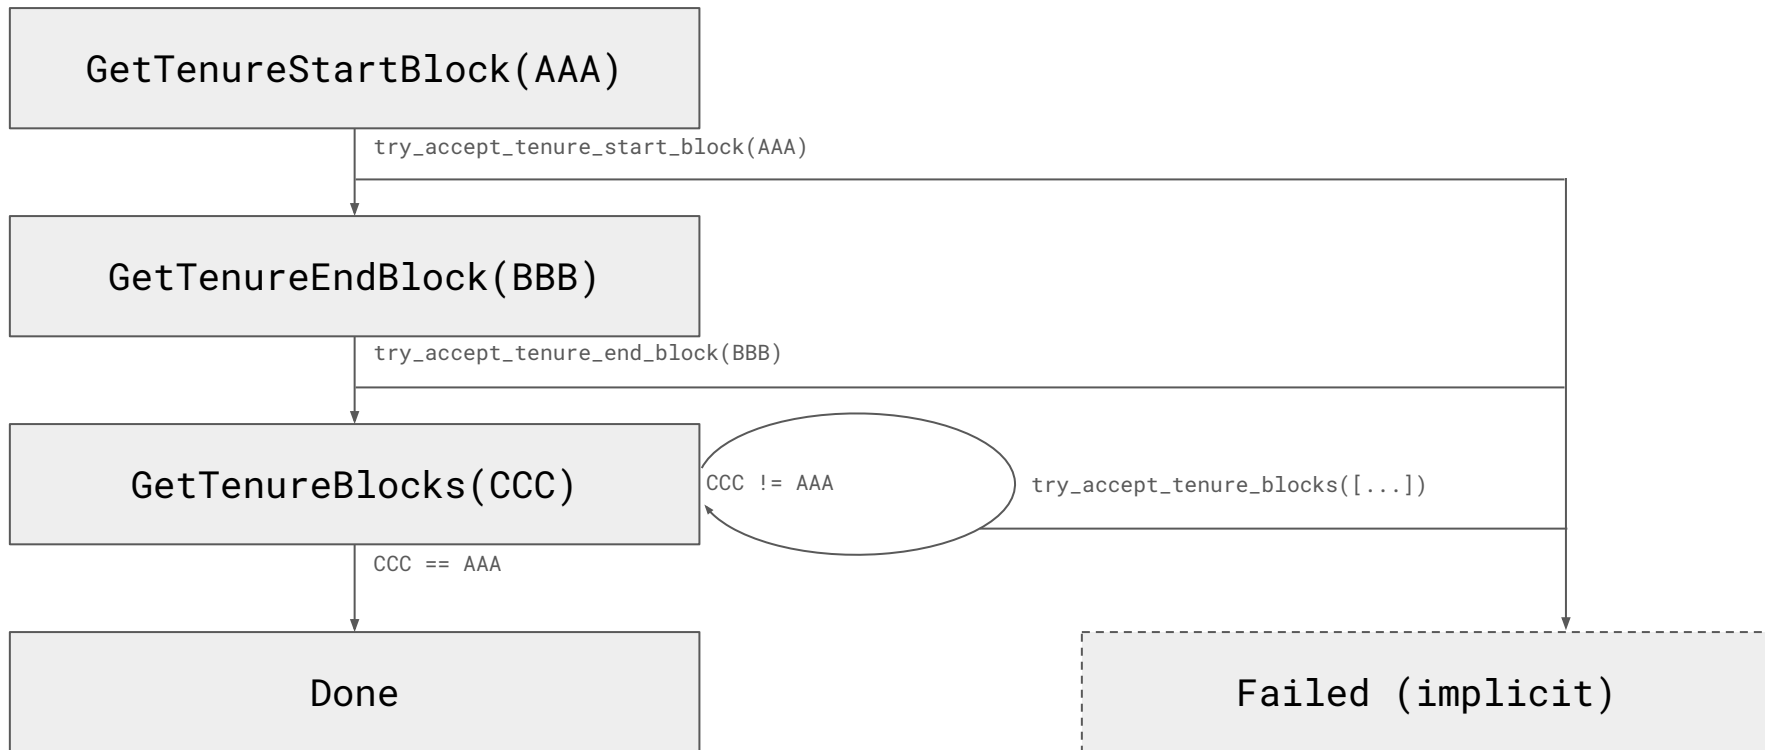 GetTenureStartBlock(AAA)
try_accept_tenure_start_block(AAA)
GetTenureEndBlock(BBB)
try_accept_tenure_end_block(BBB)
GetTenureBlocks(CCC)
CCC != AAA
try_accept_tenure_blocks([...])
CCC == AAA
Done
Failed (implicit)